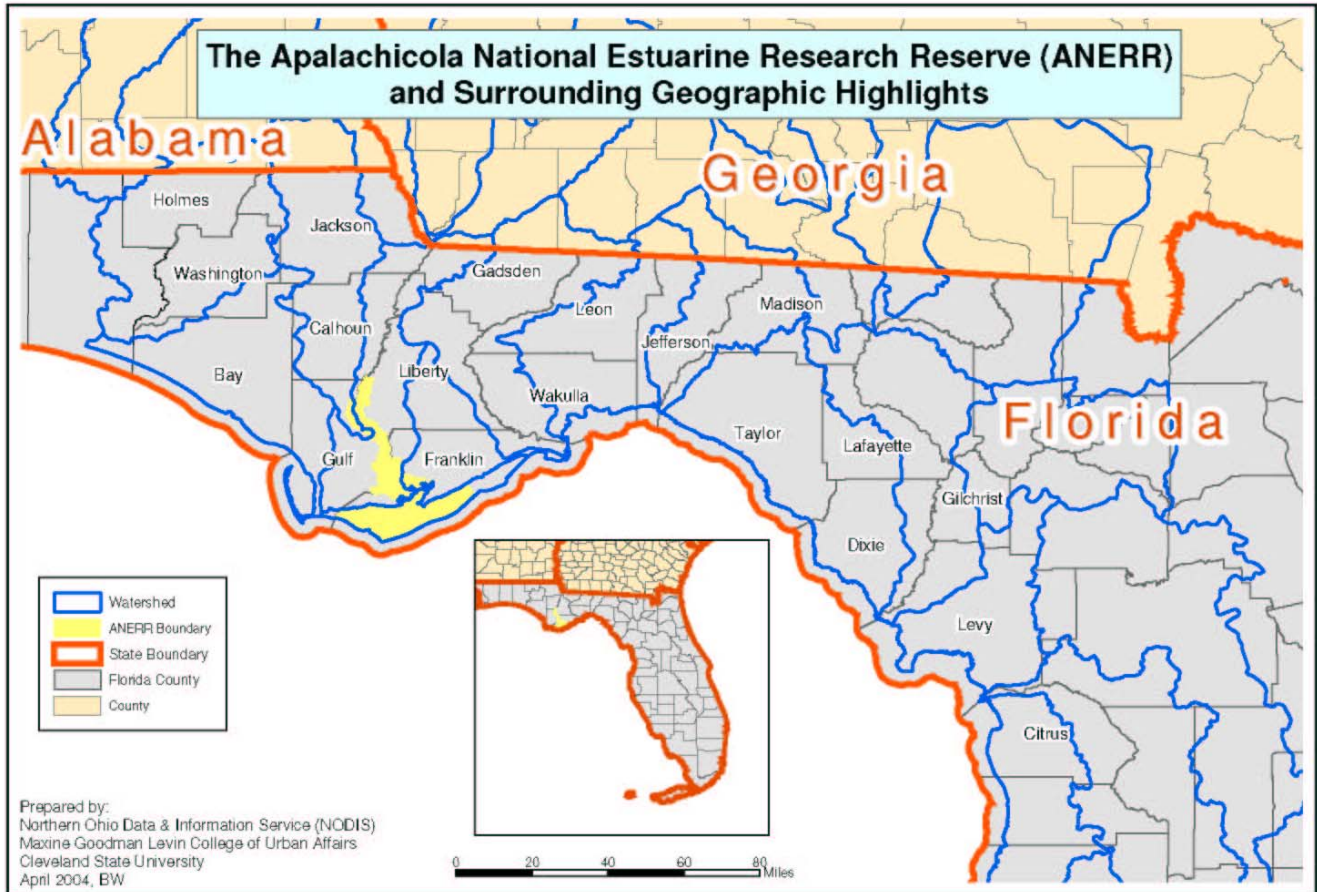 The Apalachicola National Estuarine Research Reserve (ANERR)
and Surrounding Geographic Highlights
Alabama
Georgia
Holmes
Jackson
Washington
Gadsden
Leon
Madison
Calhoun
Jefferson
Bay
Liberty
Wakulla
Florida
Taylor
Lafayette
Gulf
Franklin
Gilchrist
Dixie
Levy
Citrus
Watershed
ANERR Boundary
State Boundary
Florida County
County
Prepared by:
Northern Ohio Data & Information Service (NODIS)
Maxine Goodman Levin College of Urban Affairs
Cleveland State University
April 2004, BW
0 20 40 60 80
Miles